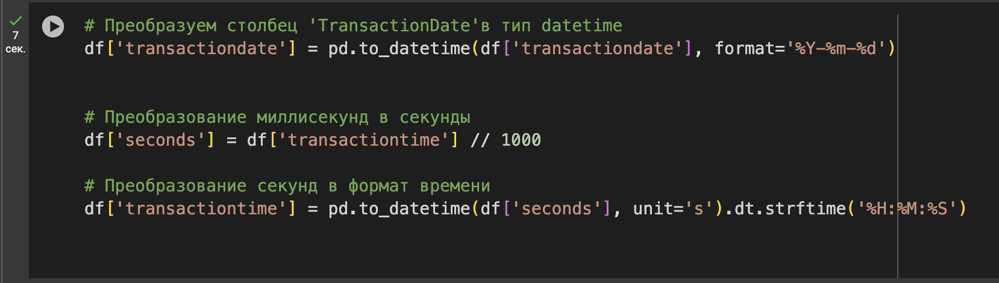 # Преобразуем столбец 'TransactionDate'в тип datetime
df['transactiondate'] = pd.to_datetime(df['transactiondate'], format='%Y-%m-%d')
7
сек.
# Преобразование миллисекунд в секунды
df['seconds'] = df['transactiontime'] // 1000
# Преобразование секунд в формат времени
df['transactiontime'] = pd.to_datetime(df['seconds'], unit='s').dt.strftime('%H:%M:%S')